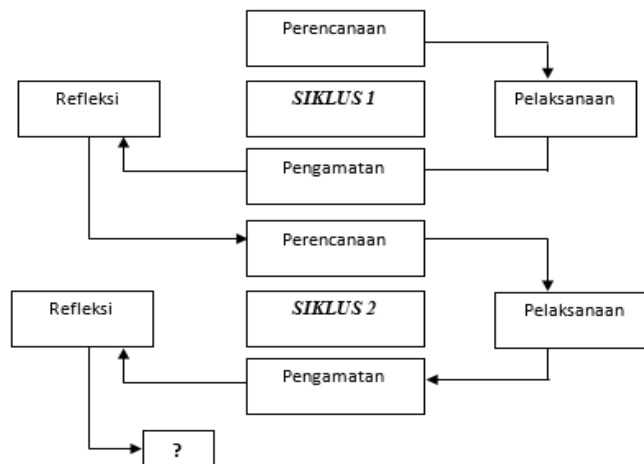 Perencanaan
Refleksi
SIKLUS 1
Pelaksanaan
Pengamatan
Perencanaan
Refleksi
SIKLUS 2
Pelaksanaan
Pengamatan
?